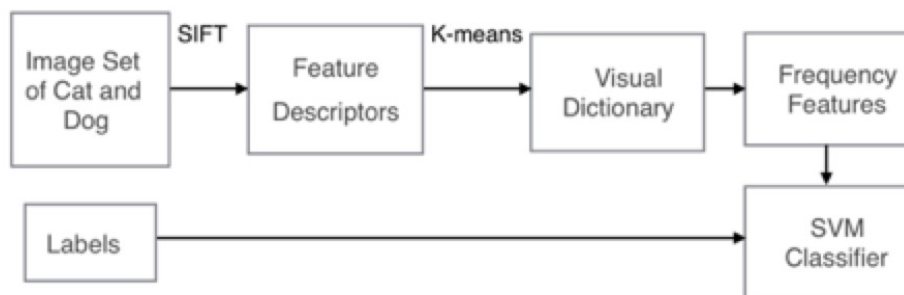 SIFT
K-means
Image Set
of Cat and
Dog
Feature
Descriptors
Visual
Dictionary
Frequency
Features
Labels
SVM
Classifier